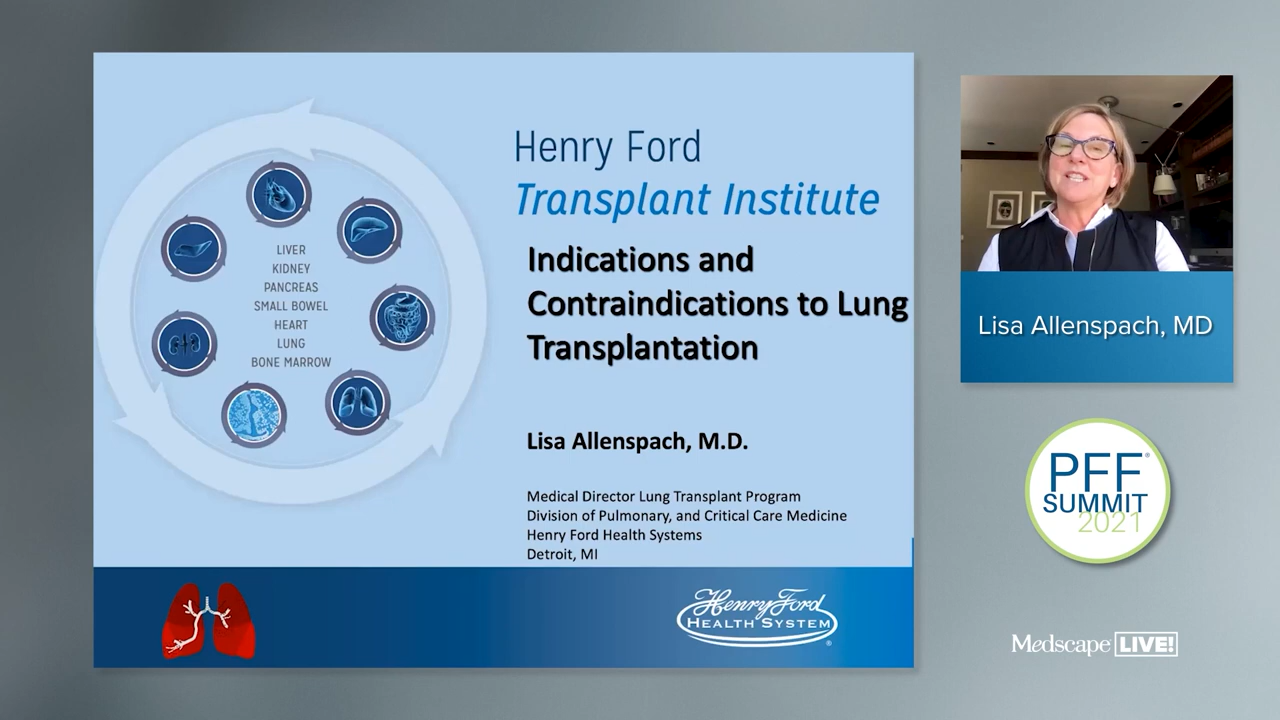 Henry Ford
Transplant Institute
Indications and
Contraindications to Lung
Transplantation
LIVER
KIDNEY
PANCREAS
SMALL BOWEL
HEART
LUNG
BONE MARROW
Lisa Allenspach, M.D.
Medical Director Lung Transplant Program
Division of Pulmonary, and Critical Care Medicine
Henry Ford Health Systems
Detroit, MI
Henry Ford
HEALTH SYSTEM®
Lisa Allenspach, MD
PFF®
SUMMIT
2021
Medscape LIVE!